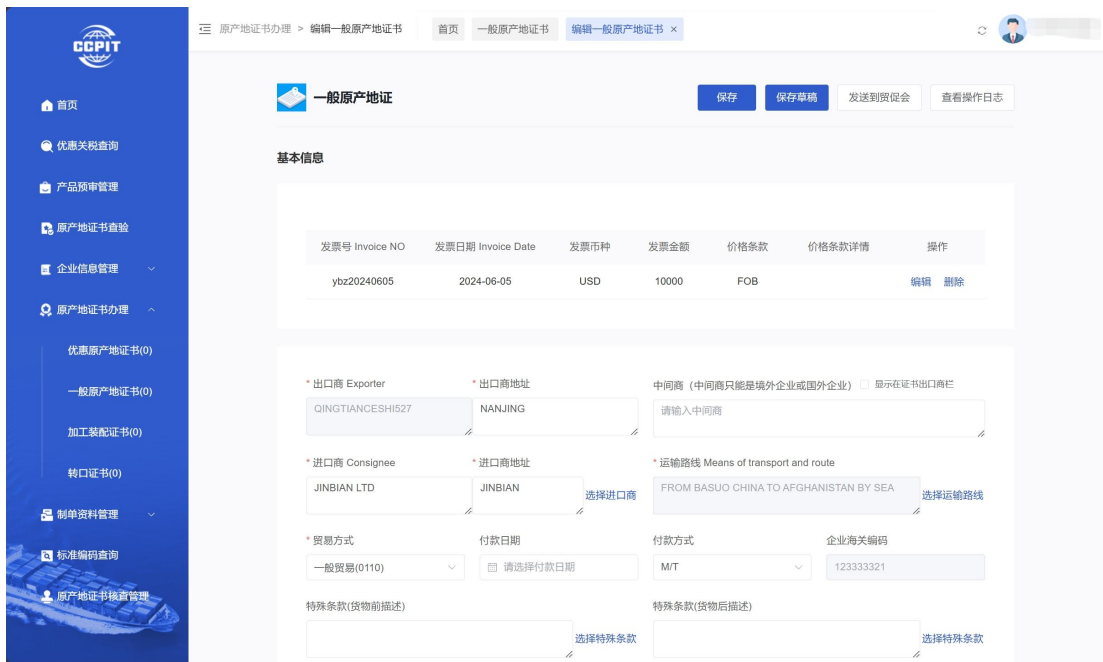 CCPIT
原产地证书办理 > 编辑一般原产地证书
首页 一般原产地证书 编辑一般原产地证书 ×
首页
优惠关税查询
产品预审管理
原产地证书查验
企业信息管理
原产地证书办理
优惠原产地证书(0)
一般原产地证书(0)
加工装配证书(0)
转口证书(0)
制单资料管理
标准编码查询
原产地证书核查管理
一般原产地证
保存 保存草稿 发送到贸促会 查看操作日志
基本信息
发票号 Invoice NO 发票日期 Invoice Date 发票币种 发票金额 价格条款 价格条款详情 操作
ybz20240605 2024-06-05 USD 10000 FOB 编辑 删除
* 出口商 Exporter * 出口商地址 中间商（中间商只能是境外企业或国外企业） 显示在证书出口商栏
QINGTIANCESHI527 NANJING 请输入中间商
* 进口商 Consignee * 进口商地址 * 运输路线 Means of transport and route
JINBIAN LTD JINBIAN 选择进口商 FROM BASUO CHINA TO AFGHANISTAN BY SEA 选择运输路线
* 贸易方式 付款日期 付款方式 企业海关编码
一般贸易(0110) 请选择付款日期 M/T 123333321
特殊条款(货物前描述) 特殊条款(货物后描述)
选择特殊条款 选择特殊条款